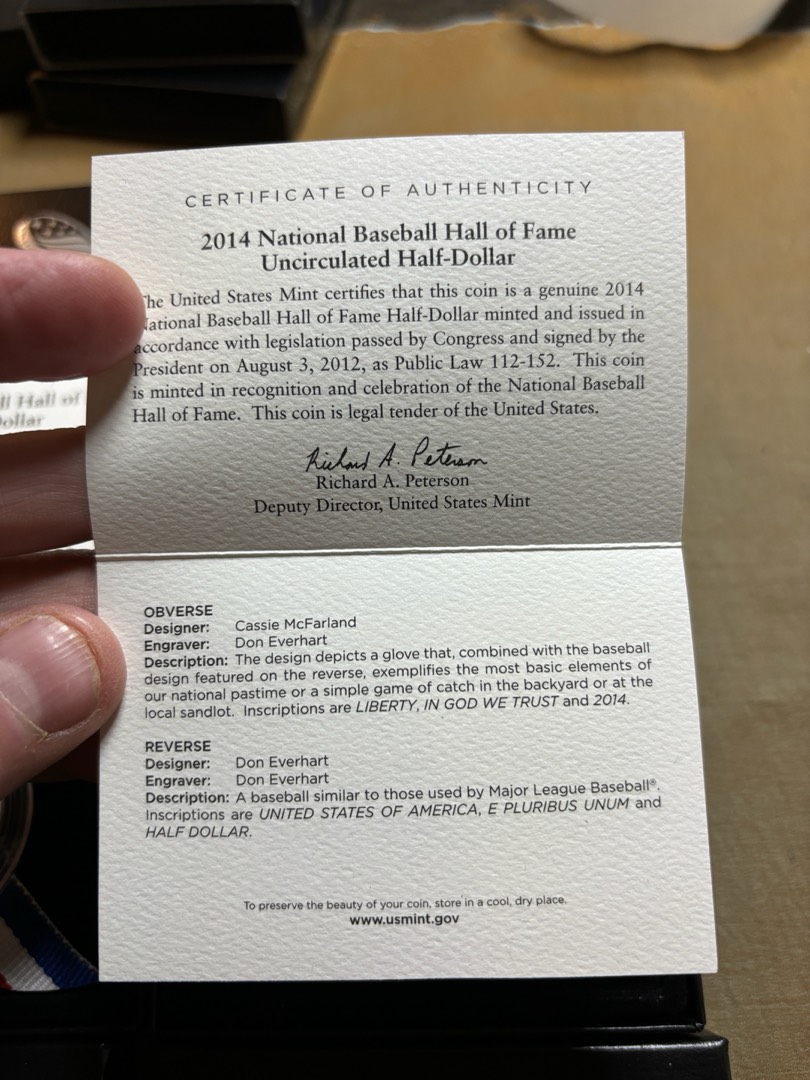 CERTIFICATE OF AUTHENTICITY
2014 National Baseball Hall of Fame
Uncirculated Half-Dollar
The United States Mint certifies that this coin is a genuine 2014
National Baseball Hall of Fame Half-Dollar minted and issued in
accordance with legislation passed by Congress and signed by the
President on August 3, 2012, as Public Law 112-152. This coin
is minted in recognition and celebration of the National Baseball
Hall of Fame. This coin is legal tender of the United States.
Richard A. Peterson
Richard A. Peterson
Deputy Director, United States Mint
ll Hall of
ollar
OBVERSE
Designer: Cassie McFarland
Engraver: Don Everhart
Description: The design depicts a glove that, combined with the baseball
design featured on the reverse, exemplifies the most basic elements of
our national pastime or a simple game of catch in the backyard or at the
local sandlot. Inscriptions are LIBERTY, IN GOD WE TRUST and 2014.
REVERSE
Designer: Don Everhart
Engraver: Don Everhart
Description: A baseball similar to those used by Major League Baseball®.
Inscriptions are UNITED STATES OF AMERICA, E PLURIBUS UNUM and
HALF DOLLAR.
To preserve the beauty of your coin, store in a cool, dry place.
www.usmint.gov